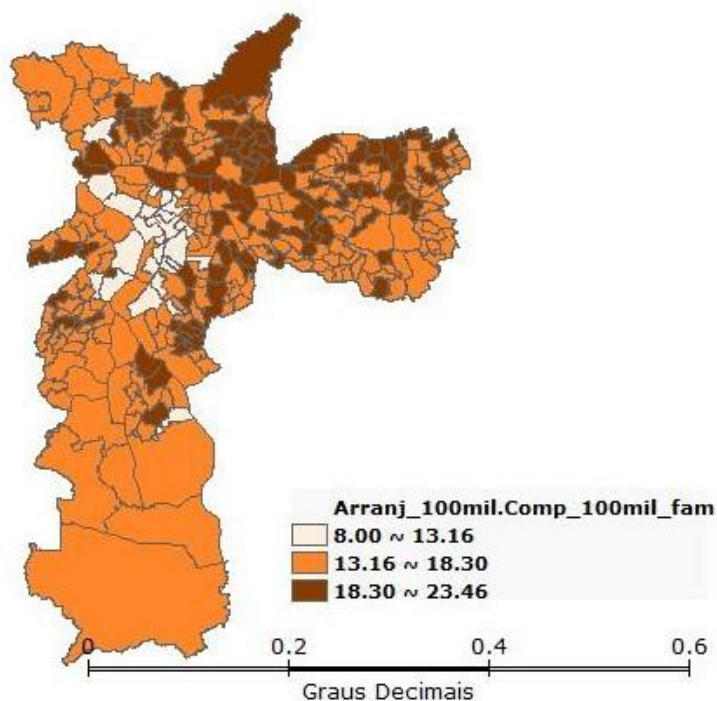 Arranj_100mil.Comp_100mil_fam
8.00 ~ 13.16
13.16 ~ 18.30
18.30 ~ 23.46
0 0.2 0.4 0.6
Graus Decimais